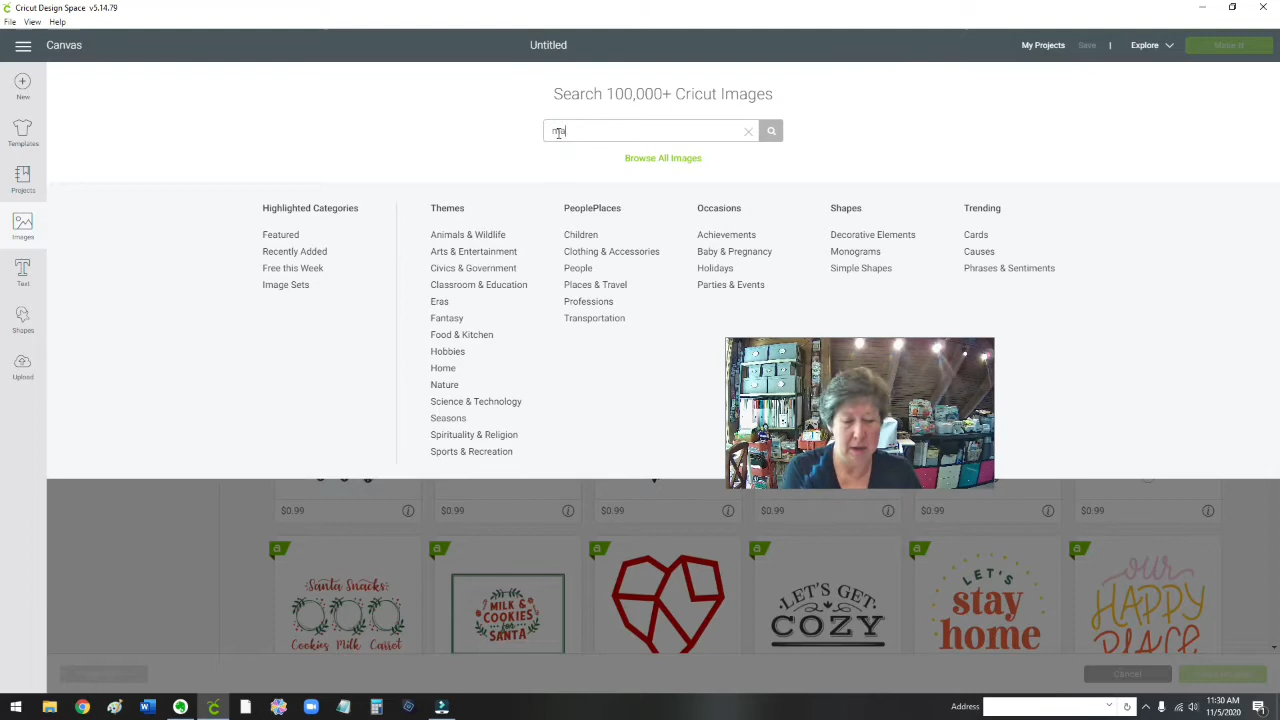 Cricut Design Space v5.14.79
File View Help
Canvas
Untitled
My Projects Save | Explore Make It
New
Templates
Projects
Images
Text
Shapes
Upload
Search 100,000+ Cricut Images
ma
Browse All Images
Highlighted Categories
Featured
Recently Added
Free this Week
Image Sets
Themes
Animals & Wildlife
Arts & Entertainment
Civics & Government
Classroom & Education
Eras
Fantasy
Food & Kitchen
Hobbies
Home
Nature
Science & Technology
Seasons
Spirituality & Religion
Sports & Recreation
PeoplePlaces
Children
Clothing & Accessories
People
Places & Travel
Professions
Transportation
Occasions
Achievements
Baby & Pregnancy
Holidays
Parties & Events
Shapes
Decorative Elements
Monograms
Simple Shapes
Trending
Cards
Causes
Phrases & Sentiments
$0.99 $0.99 $0.99 $0.99 $0.99 $0.99
a a a a a a
Santa Snacks:
Cookies Milk Carrot
MILK &
COOKIES
for
SANTA
LET'S GET
COZY
LET'S
stay
home
our
HAPPY
PLACE
Cancel
Address
11:30 AM
11/5/2020